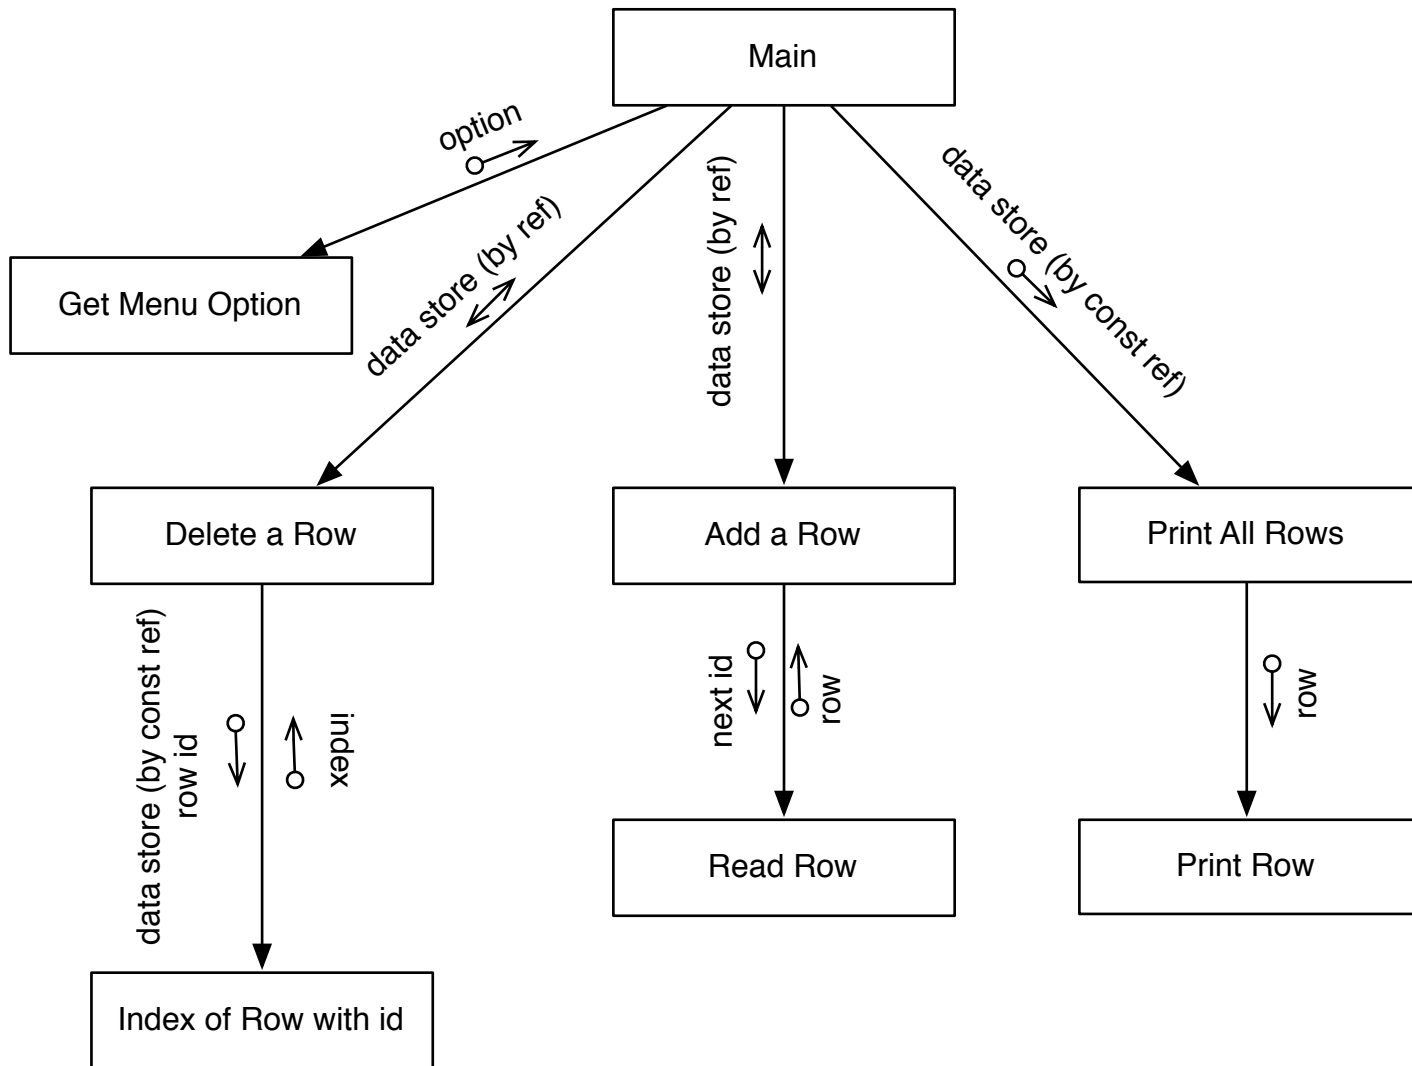 Main
option
data store (by ref)
data store (by ref)
data store (by const ref)
Get Menu Option
Delete a Row
Add a Row
Print All Rows
data store (by const ref)
row id
index
next id
row
row
Read Row
Print Row
Index of Row with id